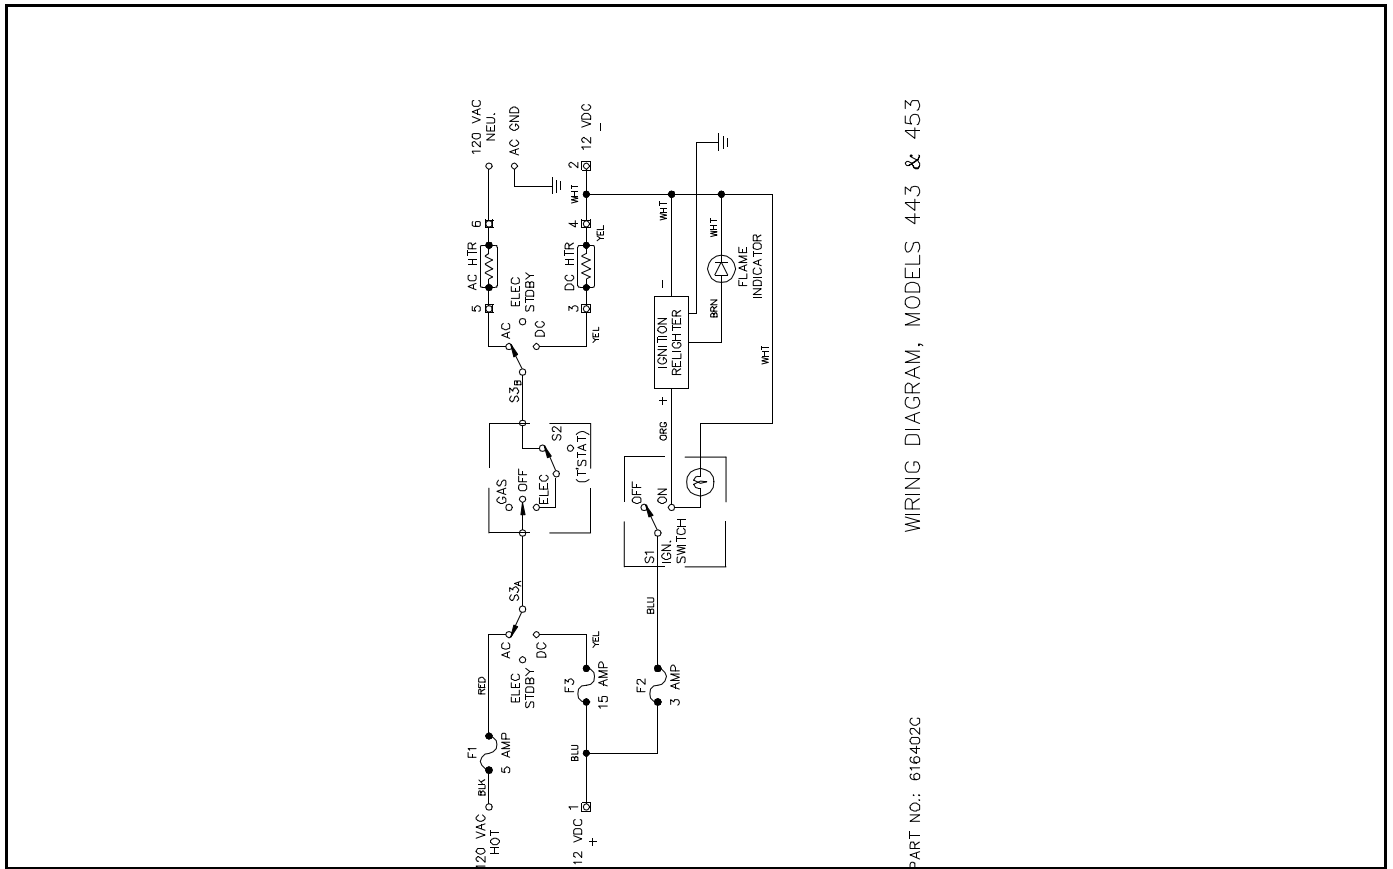 120 VAC
NEU.
AC GND
12 VDC
–
2
WHT
6
4
YEL
AC HTR
DC HTR
5
3
ELEC
STDBY
AC
DC
YEL
S3B
S2
(T'STAT)
GAS
OFF
ELEC
S3A
AC
DC
ELEC
STDBY
YEL
RED
F3
15 AMP
F2
3 AMP
F1
5 AMP
BLK
BLU
120 VAC
HOT
1
12 VDC
+
WHT
–
WHT
FLAME
INDICATOR
BRN
IGNITION
RELIGHTER
WHT
+
ORG
OFF
ON
S1
IGN.
SWITCH
BLU
WIRING DIAGRAM, MODELS 443 & 453
PART NO.: 616402C